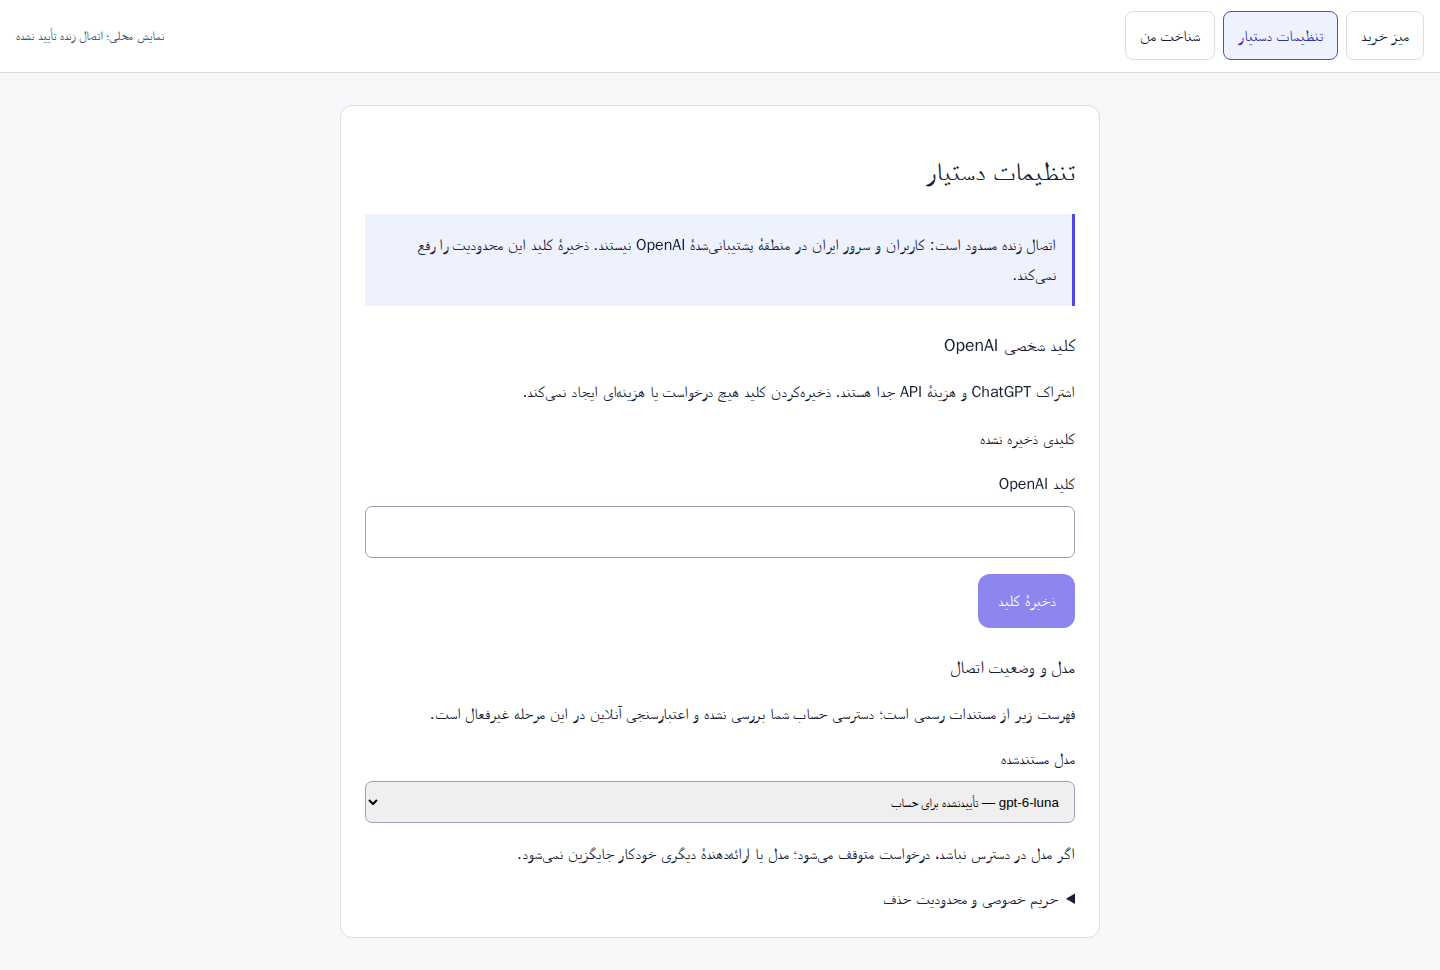 میز خرید
تنظیمات دستیار
شناخت من
نمایش محلی؛ اتصال زنده تأیید نشده
تنظیمات دستیار
اتصال زنده مسدود است: کاربران و سرور ایران در منطقهٔ پشتیبانی‌شدهٔ OpenAI نیستند. ذخیرهٔ کلید این محدودیت را رفع
نمی‌کند.
کلید شخصی OpenAI
اشتراک ChatGPT و هزینهٔ API جدا هستند. ذخیره‌کردن کلید هیچ درخواست یا هزینه‌ای ایجاد نمی‌کند.
کلیدی ذخیره نشده
کلید OpenAI
ذخیرهٔ کلید
مدل و وضعیت اتصال
فهرست زیر از مستندات رسمی است؛ دسترسی حساب شما بررسی نشده و اعتبارسنجی آنلاین در این مرحله غیرفعال است.
مدل مستندشده
gpt-6-luna — تأییدنشده برای حساب
اگر مدل در دسترس نباشد، درخواست متوقف می‌شود؛ مدل یا ارائه‌دهندهٔ دیگری خودکار جایگزین نمی‌شود.
حریم خصوصی و محدودیت حذف